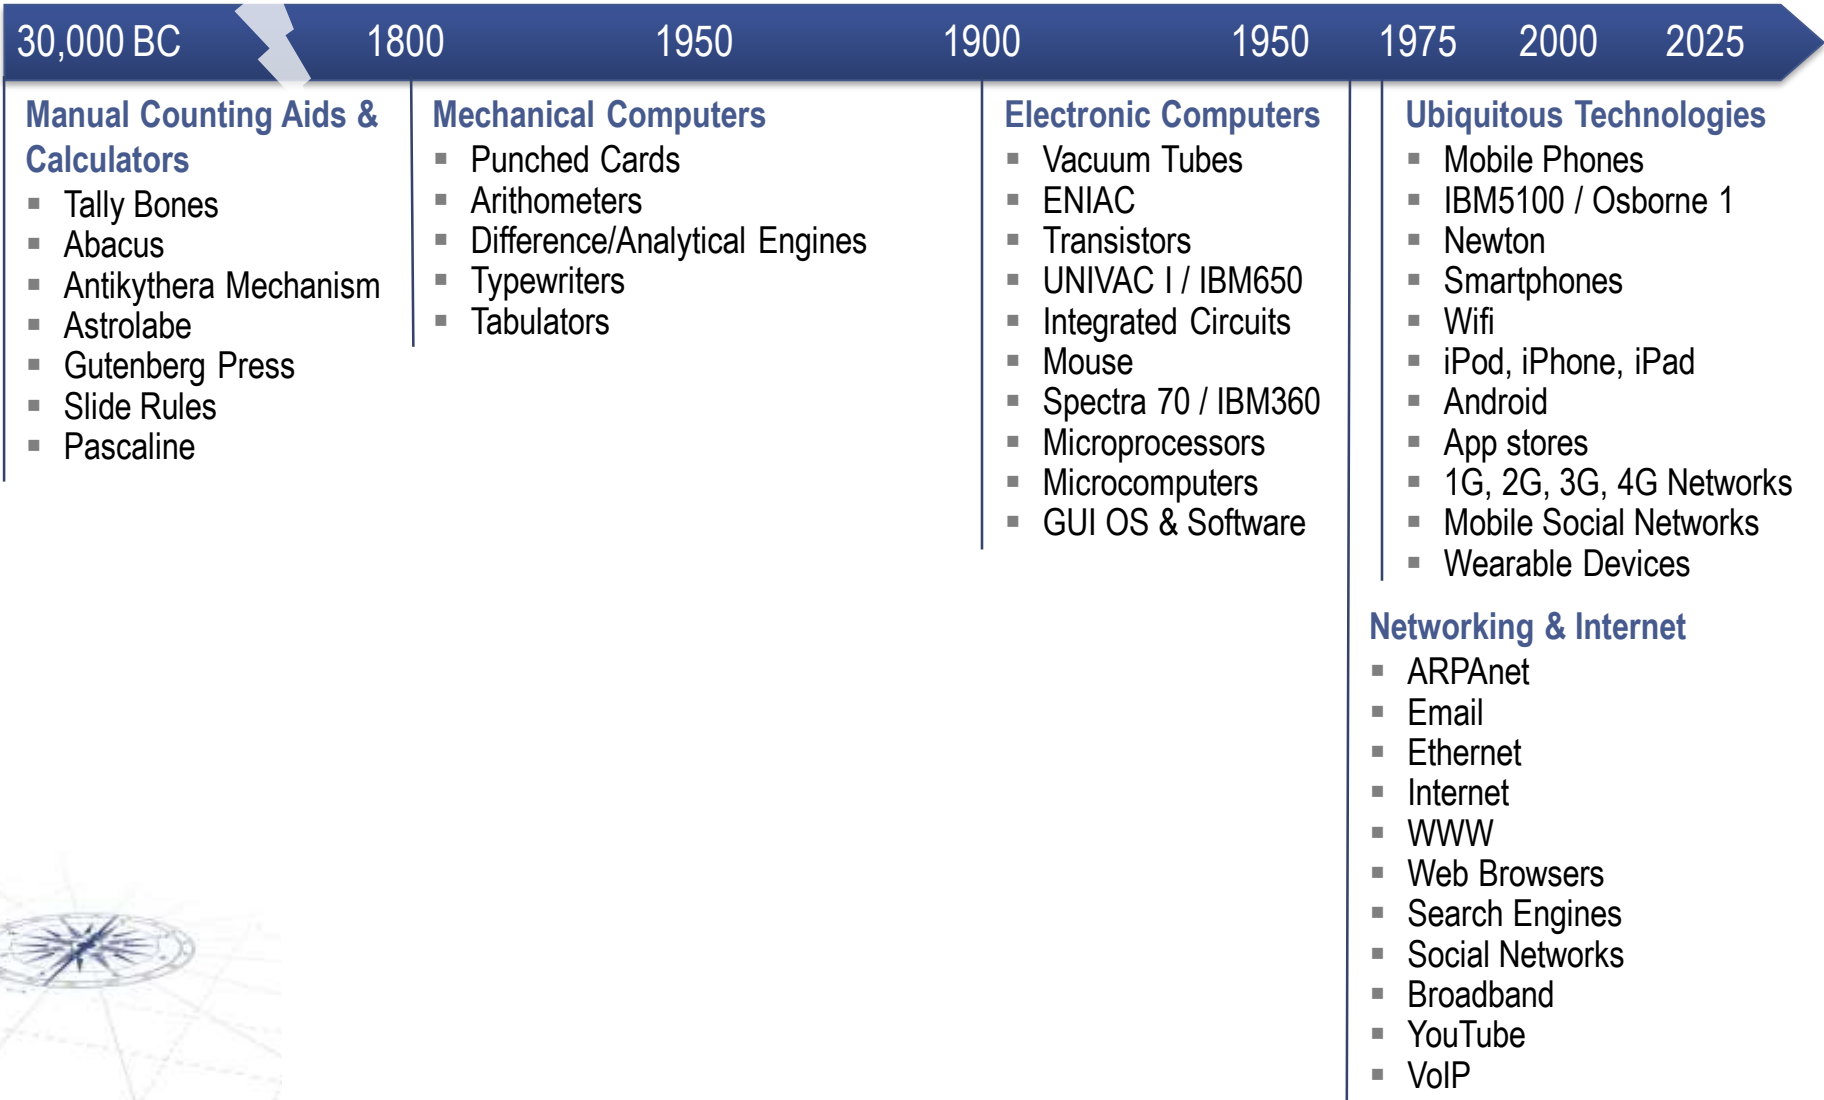 30,000 BC 1800 1950 1900 1950 1975 2000 2025
Manual Counting Aids &
Calculators
Tally Bones
Abacus
Antikythera Mechanism
Astrolabe
Gutenberg Press
Slide Rules
Pascaline
Mechanical Computers
Punched Cards
Arithometers
Difference/Analytical Engines
Typewriters
Tabulators
Electronic Computers
Vacuum Tubes
ENIAC
Transistors
UNIVAC I / IBM650
Integrated Circuits
Mouse
Spectra 70 / IBM360
Microprocessors
Microcomputers
GUI OS & Software
Ubiquitous Technologies
Mobile Phones
IBM5100 / Osborne 1
Newton
Smartphones
Wifi
iPod, iPhone, iPad
Android
App stores
1G, 2G, 3G, 4G Networks
Mobile Social Networks
Wearable Devices
Networking & Internet
ARPAnet
Email
Ethernet
Internet
WWW
Web Browsers
Search Engines
Social Networks
Broadband
YouTube
VoIP